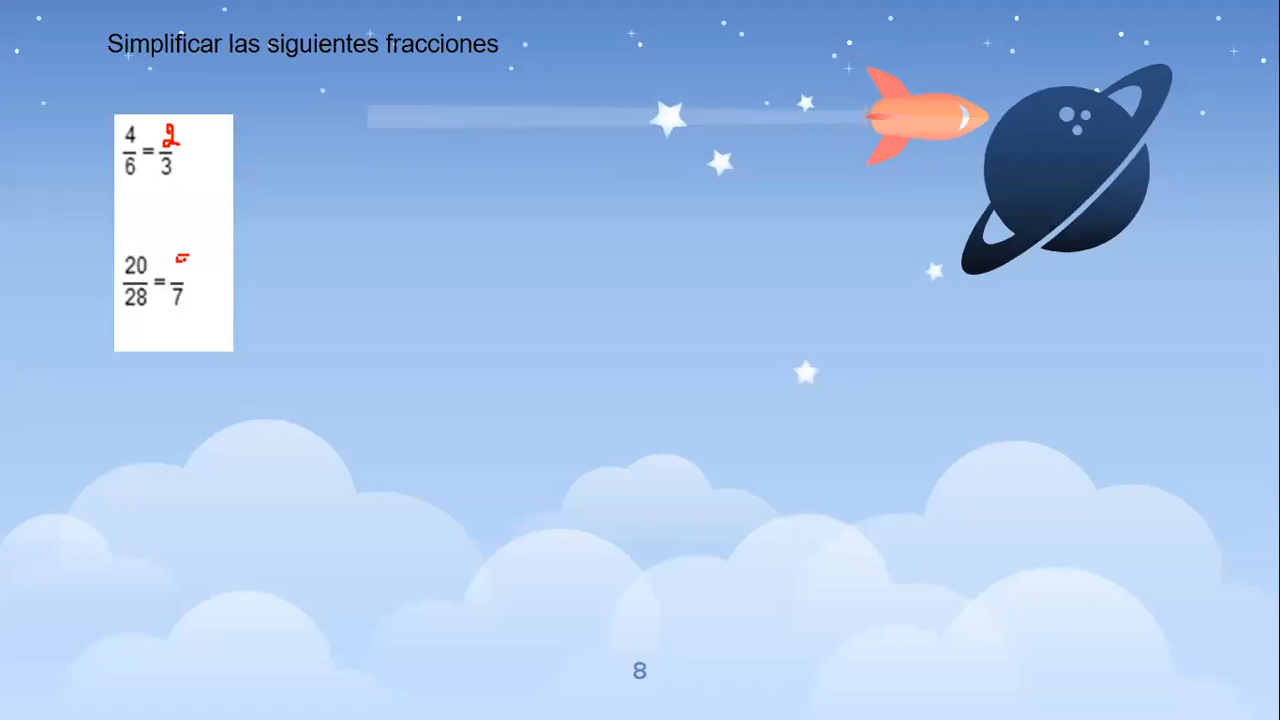 Simplificar las siguientes fracciones
4/6 = 2/3
20/28 = /7
8